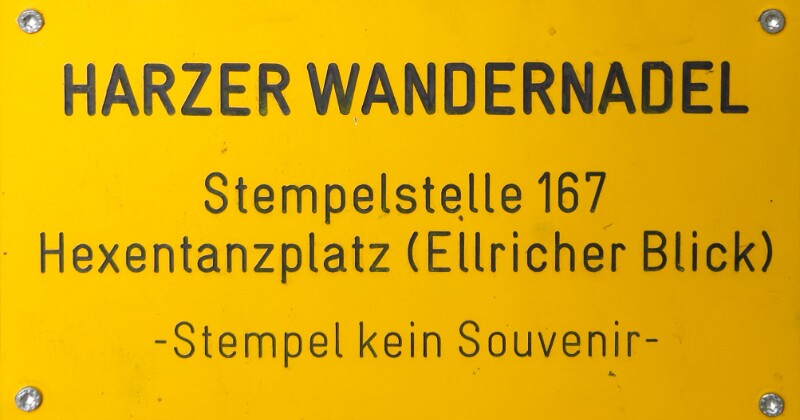 HARZER WANDERNADEL
Stempelstelle 167
Hexentanzplatz (Ellricher Blick)
-Stempel kein Souvenir-